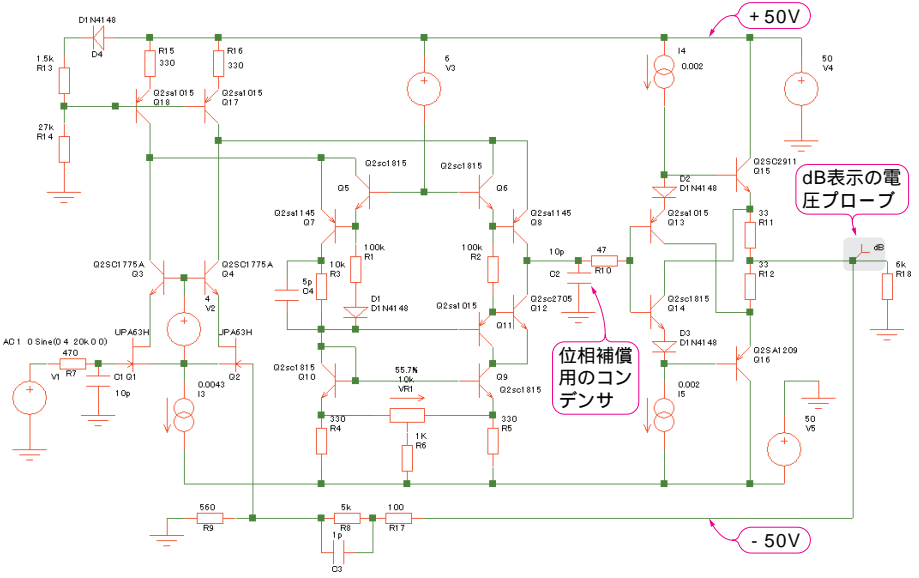 D1N4148
D4
+50V
R15
330
R16
330
6
V3
I4
0.002
50
V4
1.5k
R13
Q2sa1015
Q18
Q2sa1015
Q17
27k
R14
Q2sc1815
Q5
Q2sc1815
Q6
Q2SC2911
Q15
dB表示の電
圧プローブ
D2
D1N4148
Q2sa1145
Q7
Q2sa1145
Q8
Q2sa1015
Q13
33
R11
100k
R1
100k
R2
10p
C2
47
R10
dB
Q2SC1775A
Q3
Q2SC1775A
Q4
10k
R3
5p
C4
33
R12
6k
R18
4
V2
D1
D1N4148
Q2sa1015
Q11
Q2sc2705
Q12
Q2sc1815
Q14
UPA63H
Q1
UPA63H
Q2
D3
D1N4148
AC1 0 Sine(0 4 20k 0 0)
V1
470
R7
C1
10p
位相補償
用のコン
デンサ
Q2SA1209
Q16
Q2sc1815
Q10
55.7%
10k
VR1
Q9
Q2sc1815
0.0043
I3
0.002
I5
330
R4
1K
R6
330
R5
50
V5
560
R9
5k
R8
100
R17
1p
C3
-50V